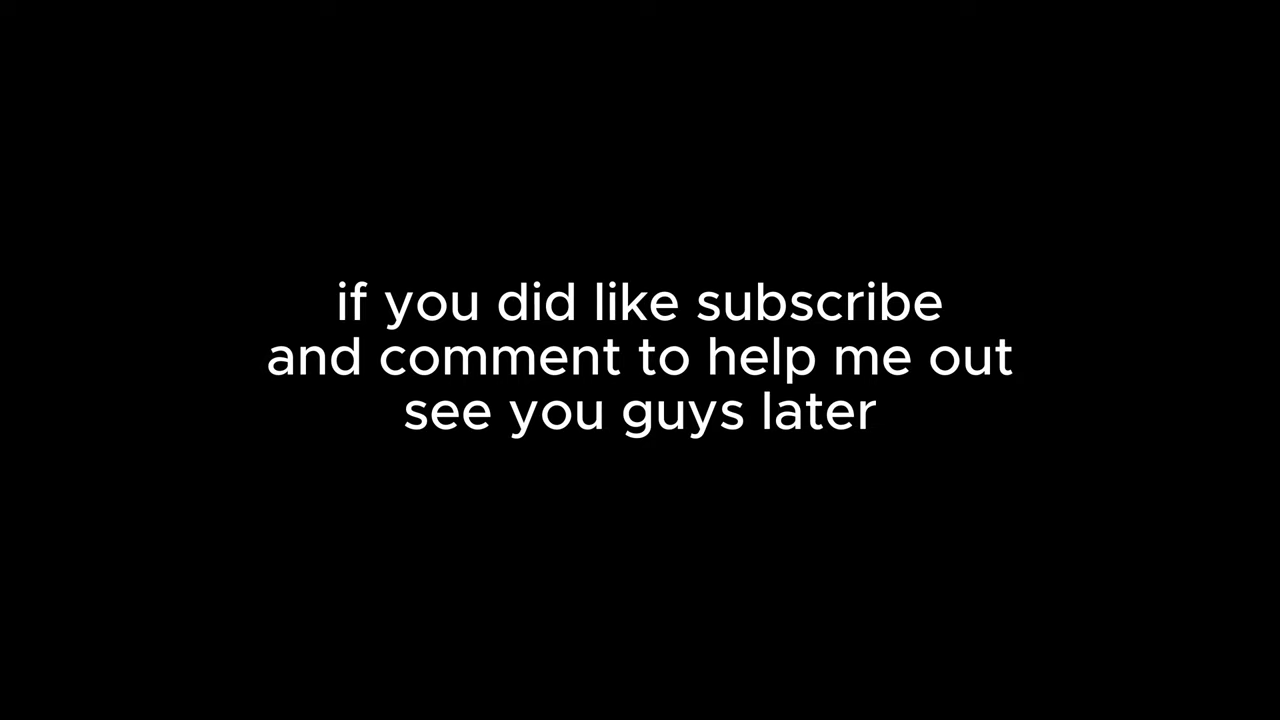 if you did like subscribe
and comment to help me out
see you guys later